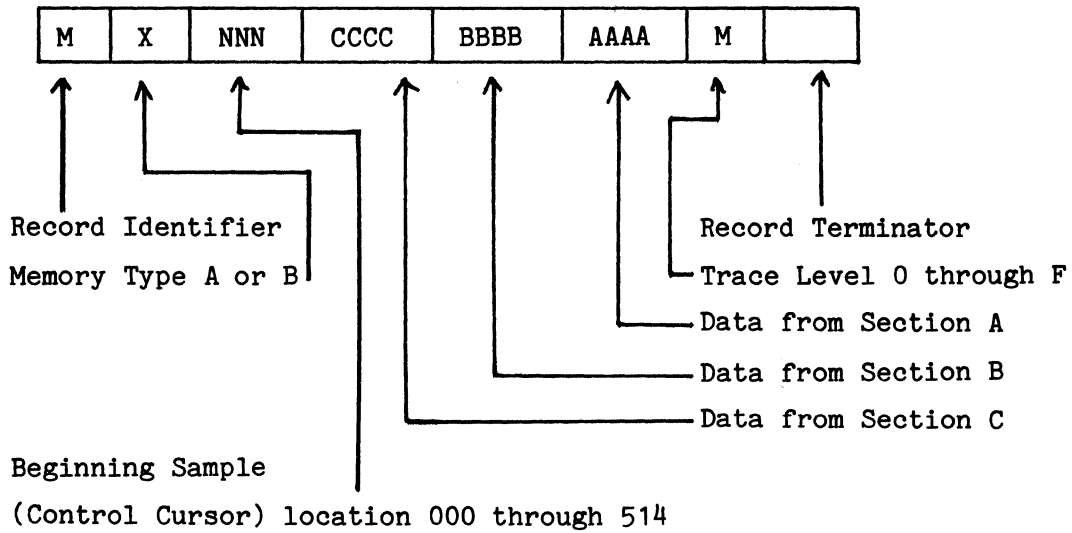 M X NNN CCCC BBBB AAAA M
Record Identifier
Record Terminator
Memory Type A or B
Trace Level 0 through F
Data from Section A
Data from Section B
Data from Section C
Beginning Sample
(Control Cursor) location 000 through 514